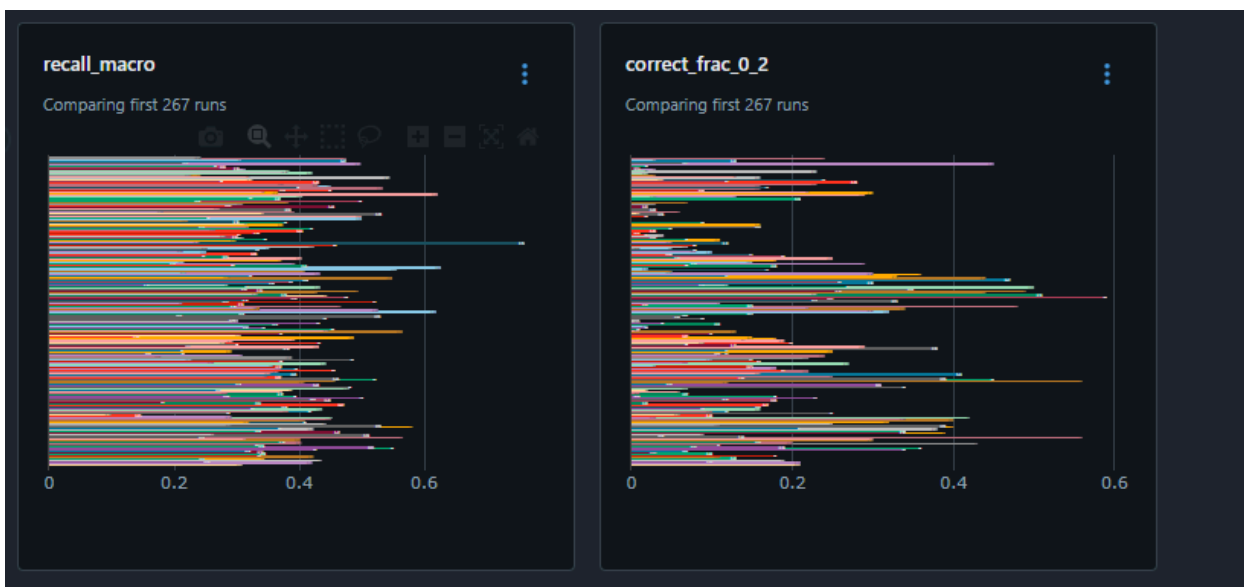 recall_macro
Comparing first 267 runs
0 0.2 0.4 0.6
correct_frac_0_2
Comparing first 267 runs
0 0.2 0.4 0.6